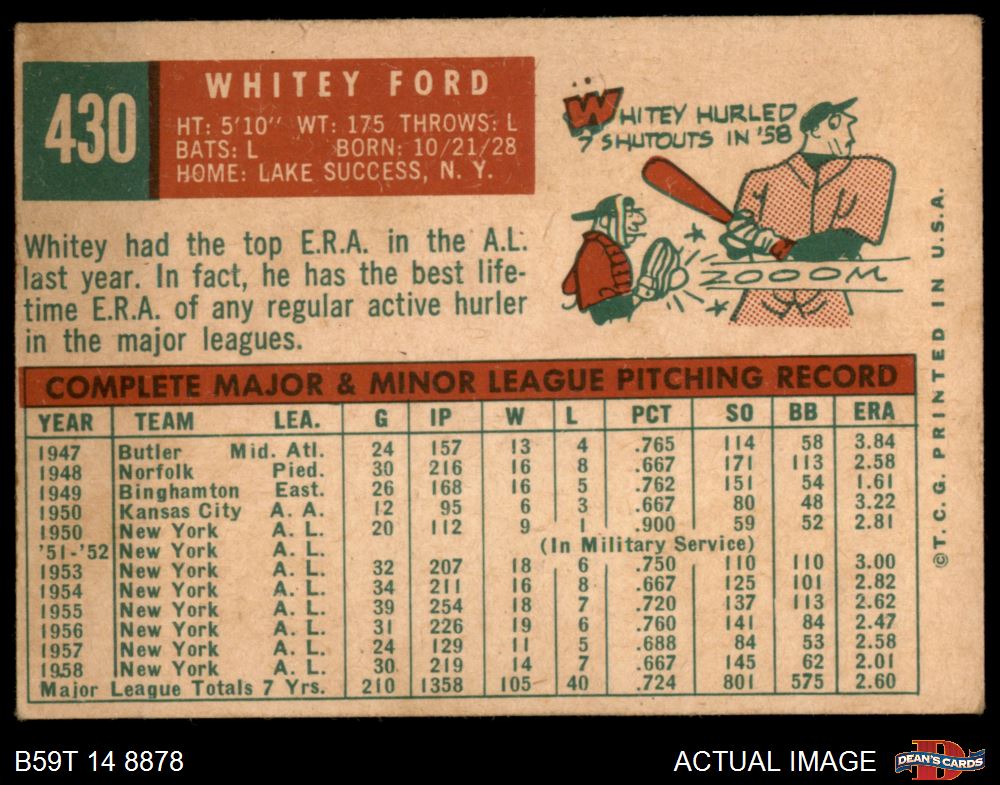 430
WHITEY FORD
HT: 5'10" WT: 175 THROWS: L
BATS: L BORN: 10/21/28
HOME: LAKE SUCCESS, N. Y.
WHITEY HURLED
7 SHUTOUTS IN '58
ZOOOM
Whitey had the top E.R.A. in the A.L.
last year. In fact, he has the best life-
time E.R.A. of any regular active hurler
in the major leagues.
COMPLETE MAJOR & MINOR LEAGUE PITCHING RECORD
YEAR TEAM LEA. G IP W L PCT SO BB ERA
1947 Butler Mid. Atl. 24 157 13 4 .765 114 58 3.84
1948 Norfolk Pied. 30 216 16 8 .667 171 113 2.58
1949 Binghamton East. 26 168 16 5 .762 151 54 1.61
1950 Kansas City A. A. 12 95 6 3 .667 80 48 3.22
1950 New York A. L. 20 112 9 1 .900 59 52 2.81
'51-'52 New York A. L. (In Military Service)
1953 New York A. L. 32 207 18 6 .750 110 110 3.00
1954 New York A. L. 34 211 16 8 .667 125 101 2.82
1955 New York A. L. 39 254 18 7 .720 137 113 2.62
1956 New York A. L. 31 226 19 6 .760 141 84 2.47
1957 New York A. L. 24 129 11 5 .688 84 53 2.58
1958 New York A. L. 30 219 14 7 .667 145 62 2.01
Major League Totals 7 Yrs. 210 1358 105 40 .724 801 575 2.60
©T. C. G. PRINTED IN U.S.A.
B59T 14 8878
ACTUAL IMAGE
DEAN'S CARDS